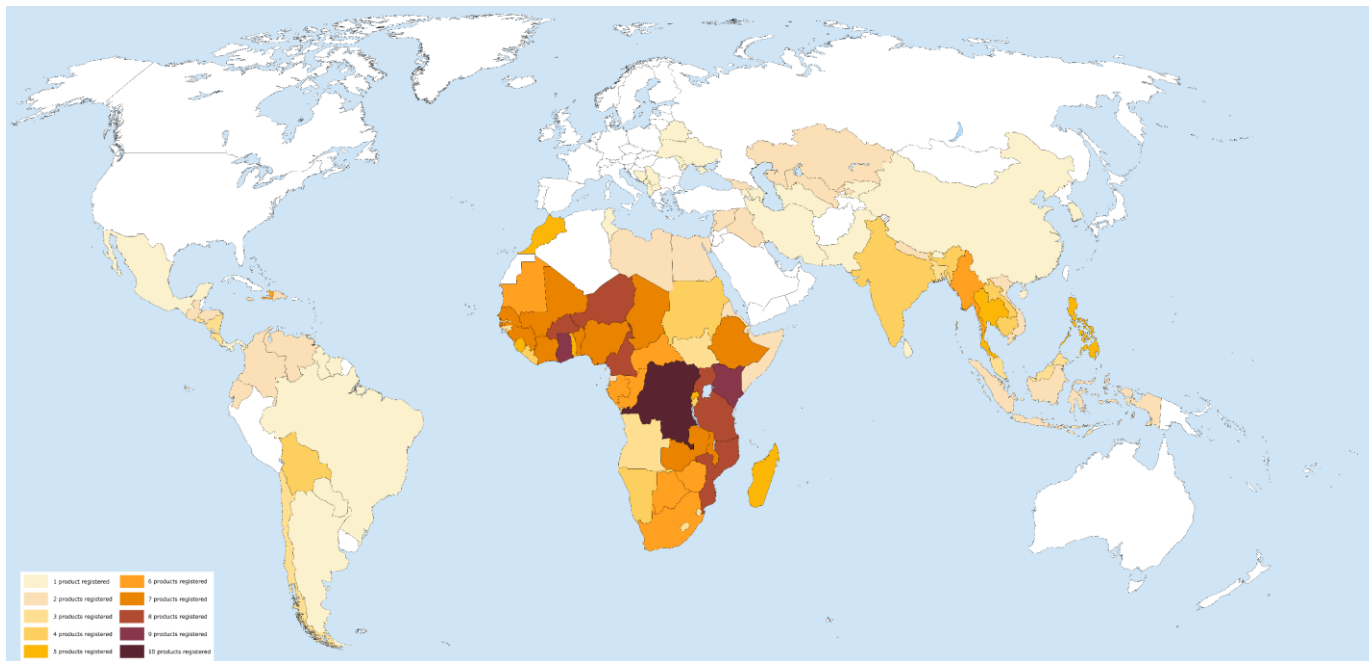 1 product registered
2 products registered
3 products registered
4 products registered
5 products registered
6 products registered
7 products registered
8 products registered
9 products registered
10 products registered